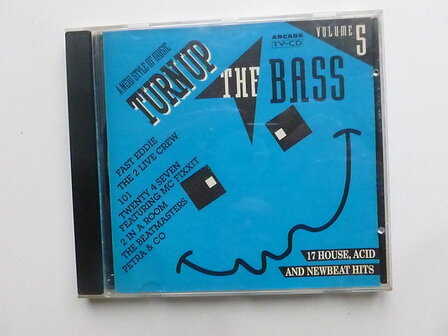 A NEW STYLE OF MUSIC
TURN UP
THE BASS
ARCADE
TV-CD
VOLUME 5
FAST EDDIE
THE 2 LIVE CREW
101
TWENTY 4 SEVEN
FEATURING MC FIXXIT
2 IN A ROOM
THE BEATMASTERS
PETRA & CO
17 HOUSE, ACID
AND NEWBEAT HITS